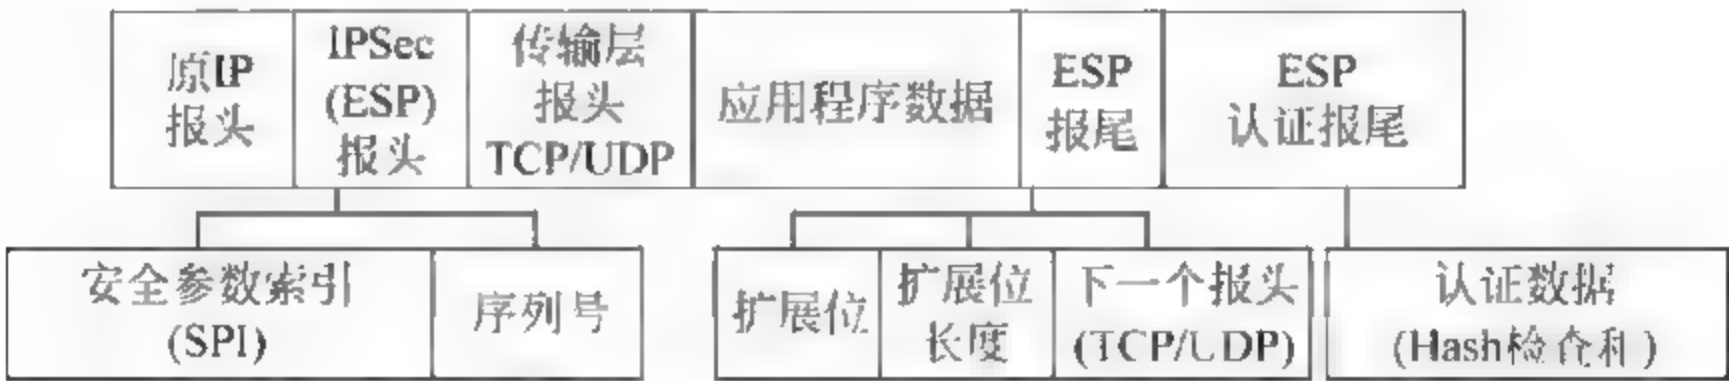 原IP
报头
IPSec
(ESP)
报头
传输层
报头
TCP/UDP
应用程序数据
ESP
报尾
ESP
认证报尾
安全参数索引
(SPI)
序列号
扩展位
扩展位
长度
下一个报头
(TCP/UDP)
认证数据
(Hash检查和)